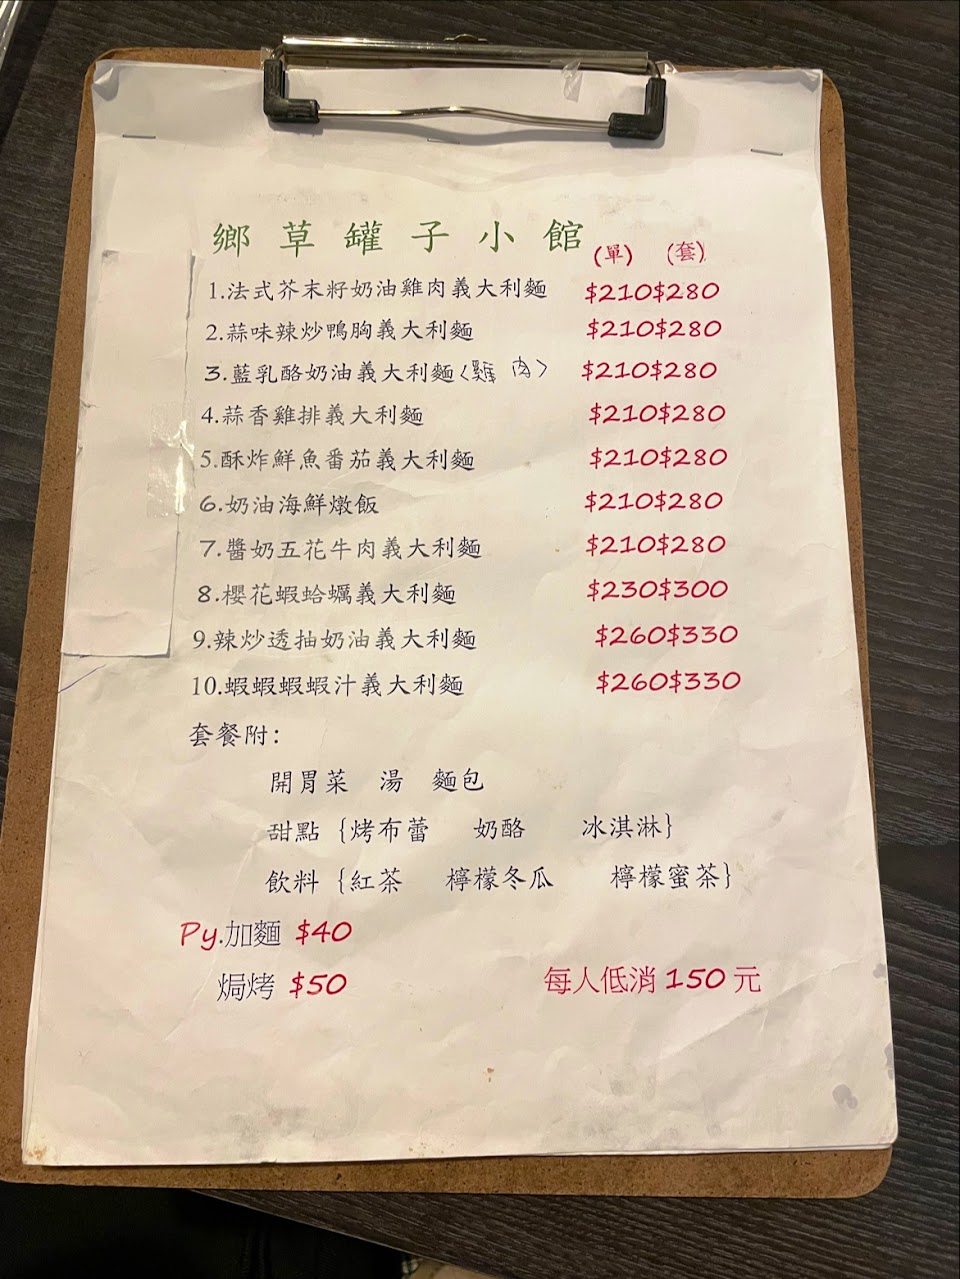 鄉草罐子小館
(單) (套)
1.法式芥末籽奶油雞肉義大利麵 $210$280
2.蒜味辣炒鴨胸義大利麵 $210$280
3.藍乳酪奶油義大利麵<雞 肉> $210$280
4.蒜香雞排義大利麵 $210$280
5.酥炸鮮魚番茄義大利麵 $210$280
6.奶油海鮮燉飯 $210$280
7.醬奶五花牛肉義大利麵 $210$280
8.櫻花蝦蛤蠣義大利麵 $230$300
9.辣炒透抽奶油義大利麵 $260$330
10.蝦蝦蝦蝦汁義大利麵 $260$330
套餐附:
開胃菜 湯 麵包
甜點 {烤布蕾 奶酪 冰淇淋}
飲料 {紅茶 檸檬冬瓜 檸檬蜜茶}
Py.加麵 $40
焗烤 $50 每人低消 150 元